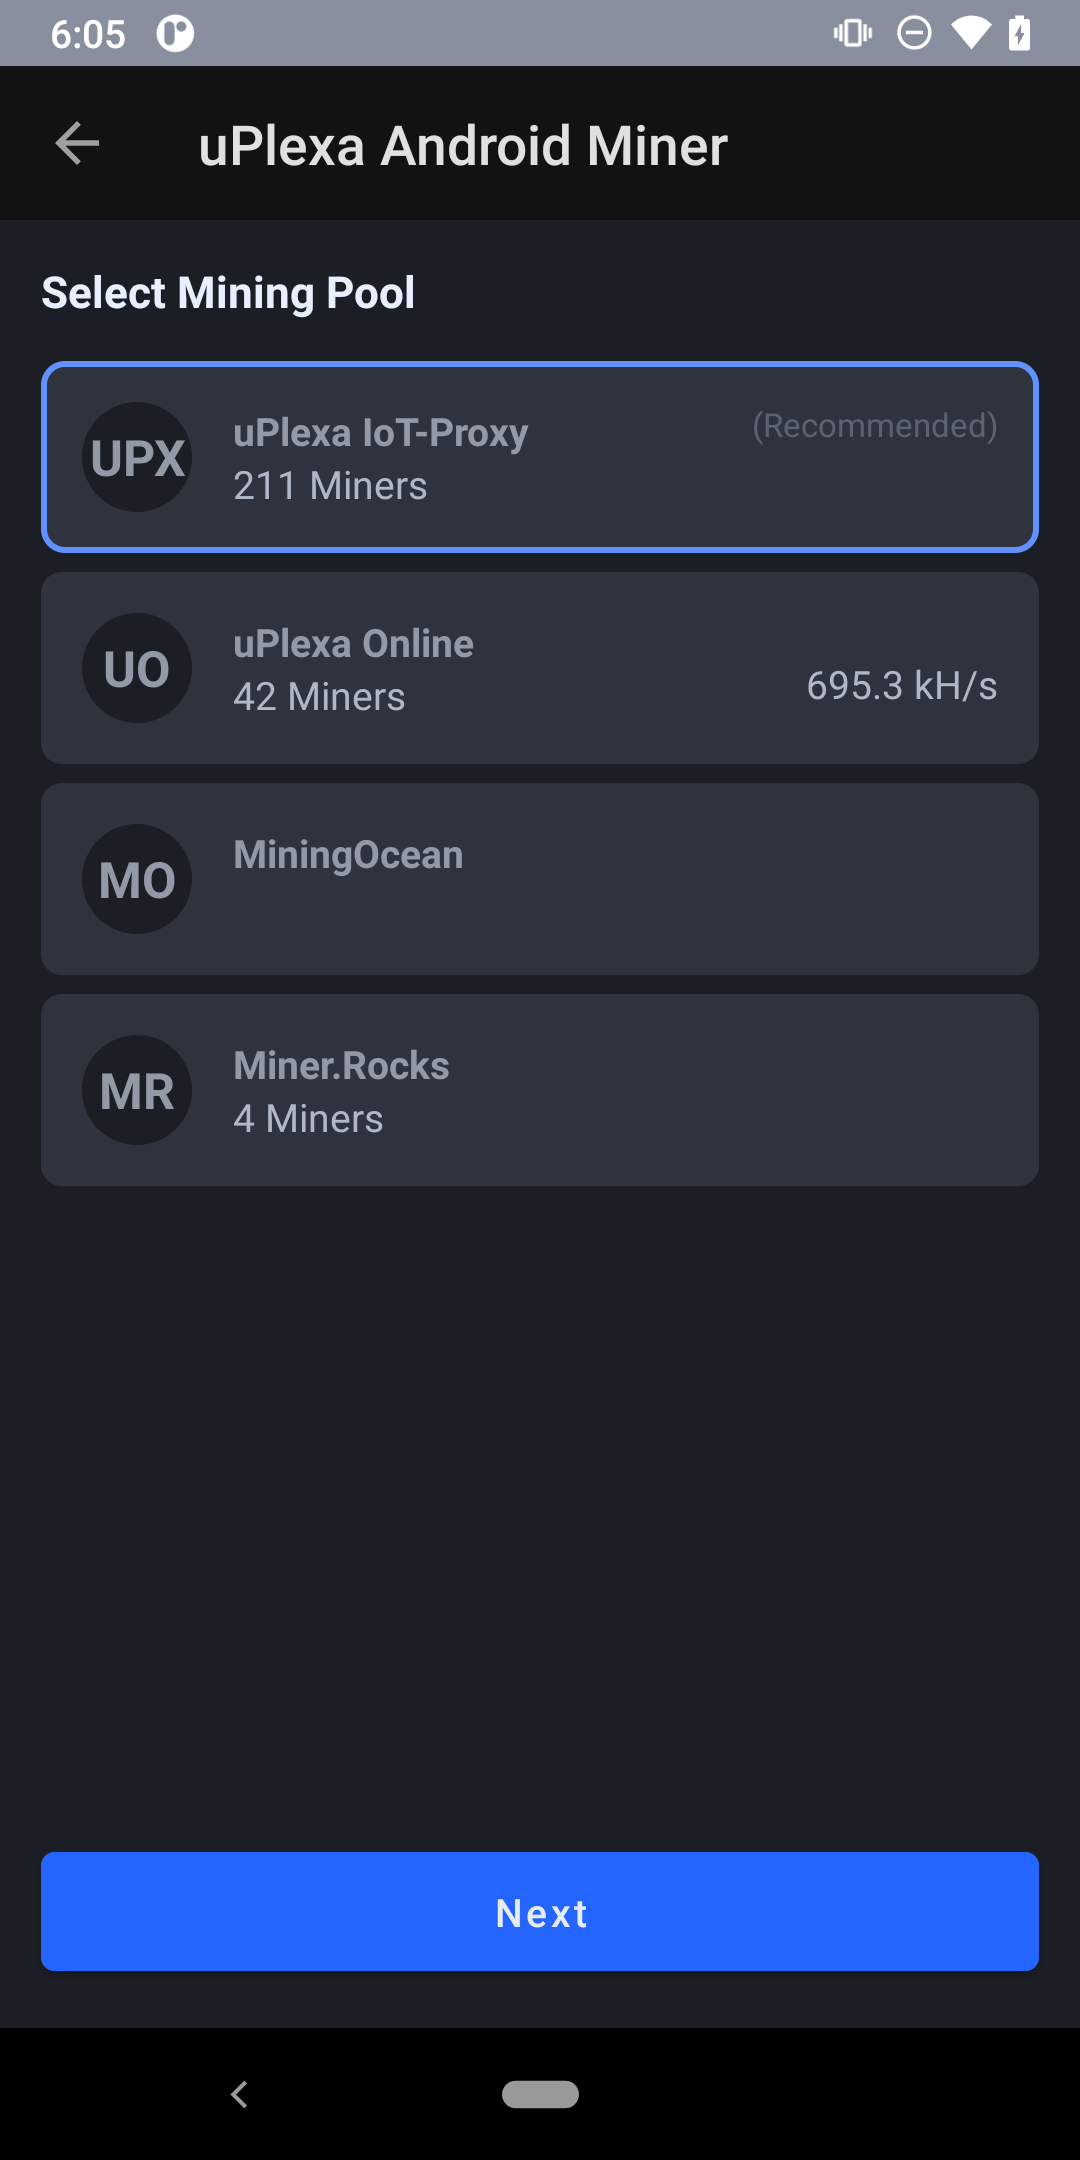 6:05
uPlexa Android Miner
Select Mining Pool
UPX
uPlexa IoT-Proxy
(Recommended)
211 Miners
UO
uPlexa Online
42 Miners
695.3 kH/s
MO
MiningOcean
MR
Miner.Rocks
4 Miners
Next